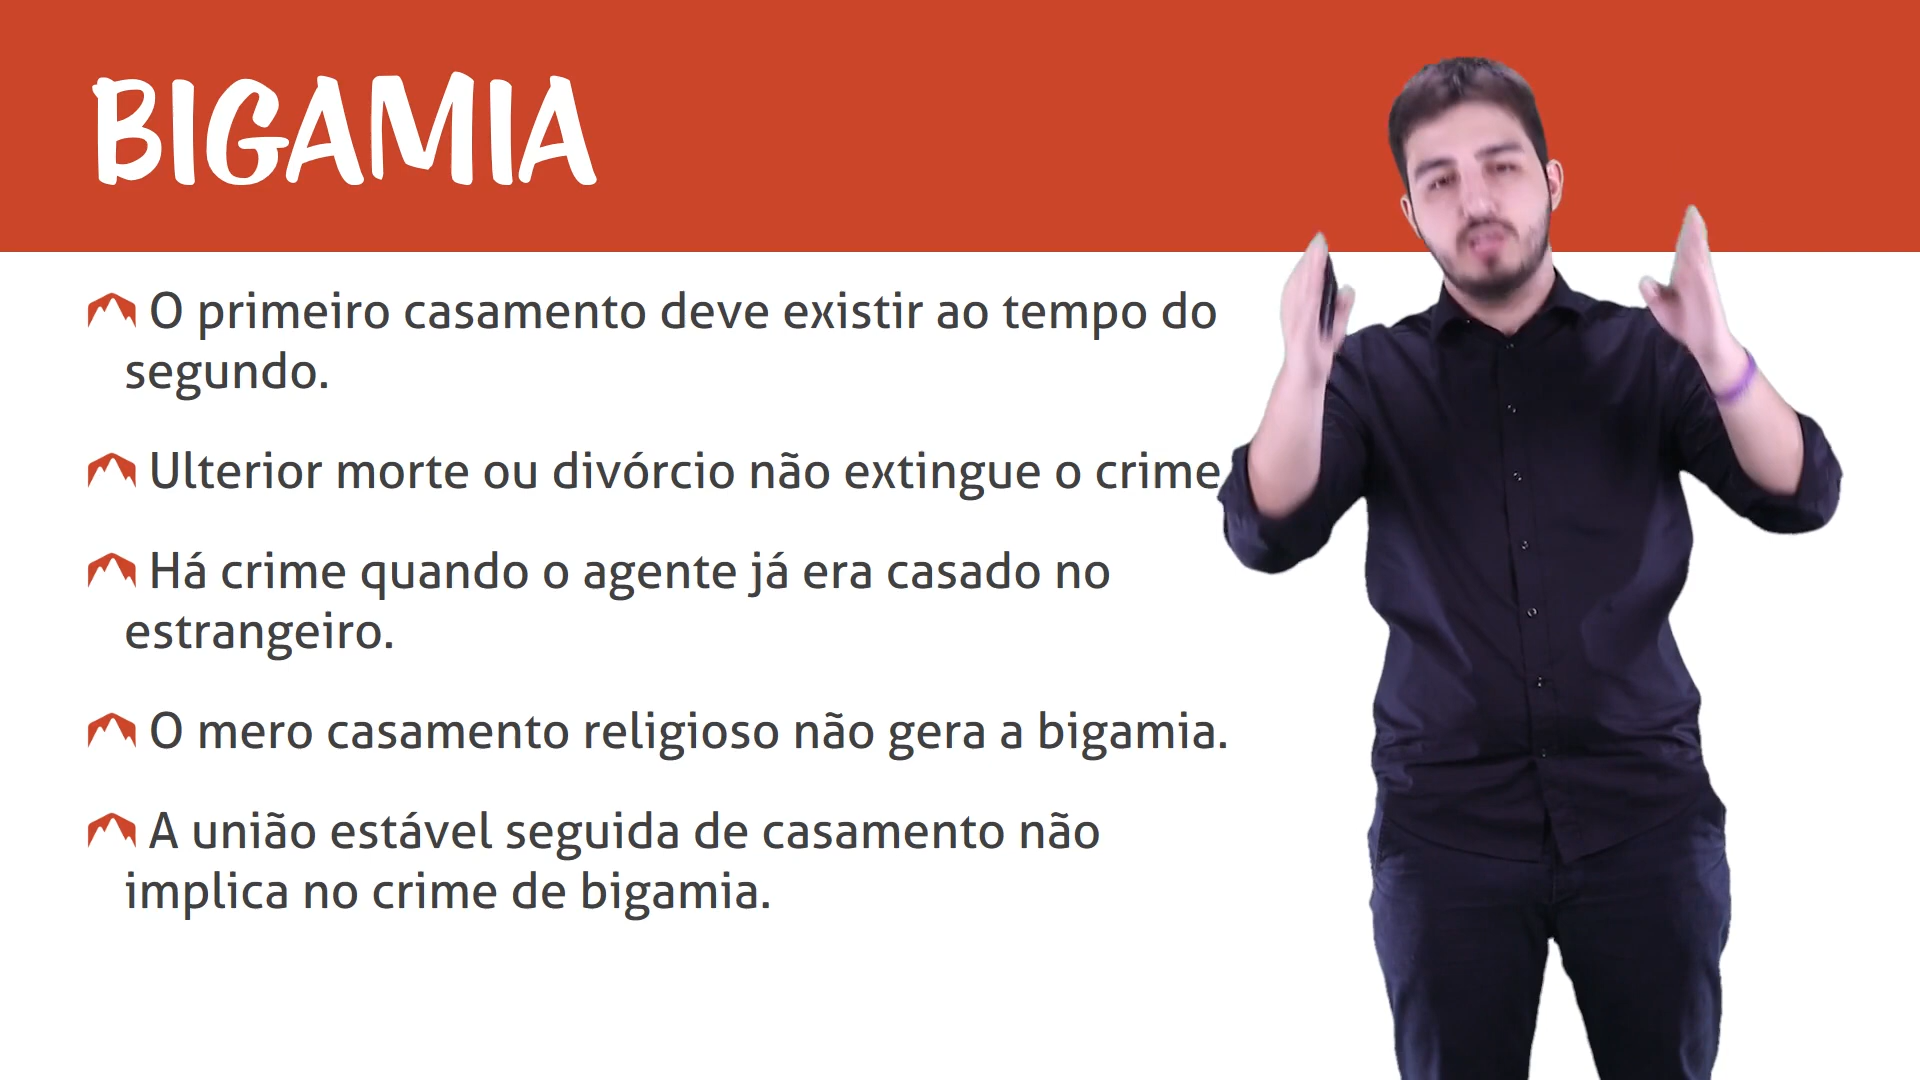 BIGAMIA
O primeiro casamento deve existir ao tempo do
segundo.
Ulterior morte ou divórcio não extingue o crime
Há crime quando o agente já era casado no
estrangeiro.
O mero casamento religioso não gera a bigamia.
A união estável seguida de casamento não
implica no crime de bigamia.